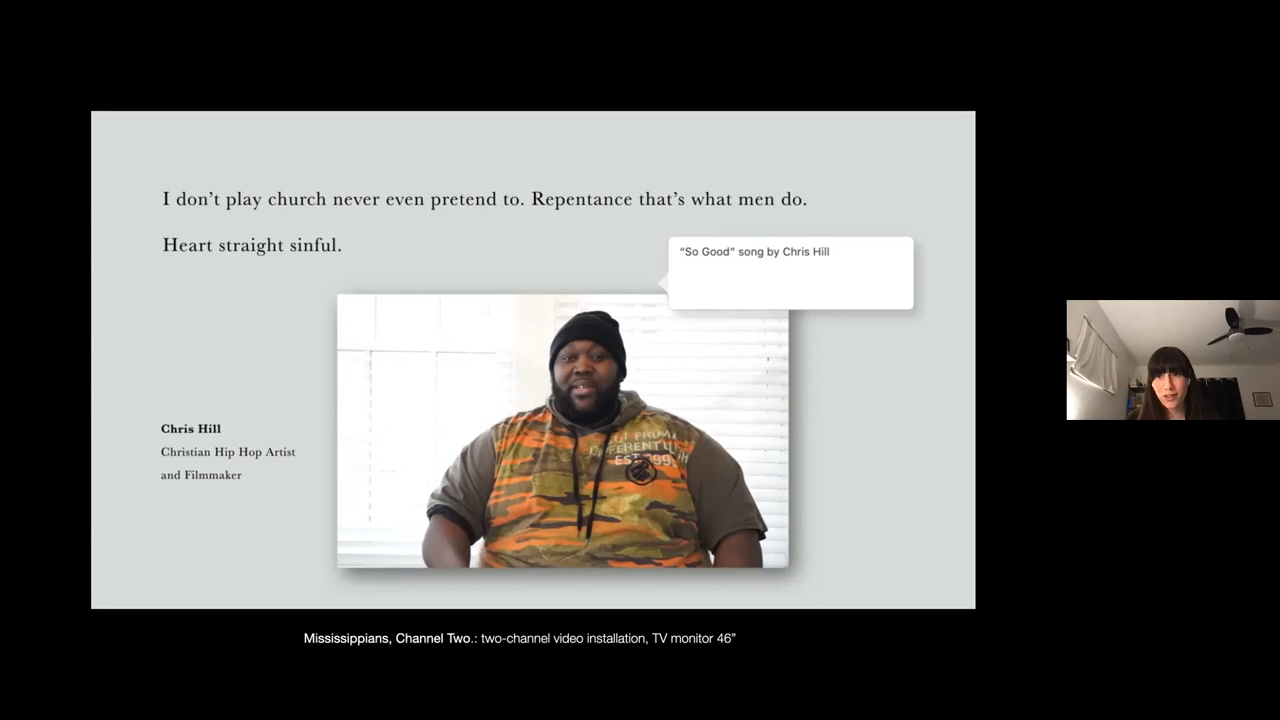 I don’t play church never even pretend to. Repentance that’s what men do.
Heart straight sinful.
“So Good” song by Chris Hill
Chris Hill
Christian Hip Hop Artist
and Filmmaker
DIFFERENT
EST
Mississippians, Channel Two.: two-channel video installation, TV monitor 46”